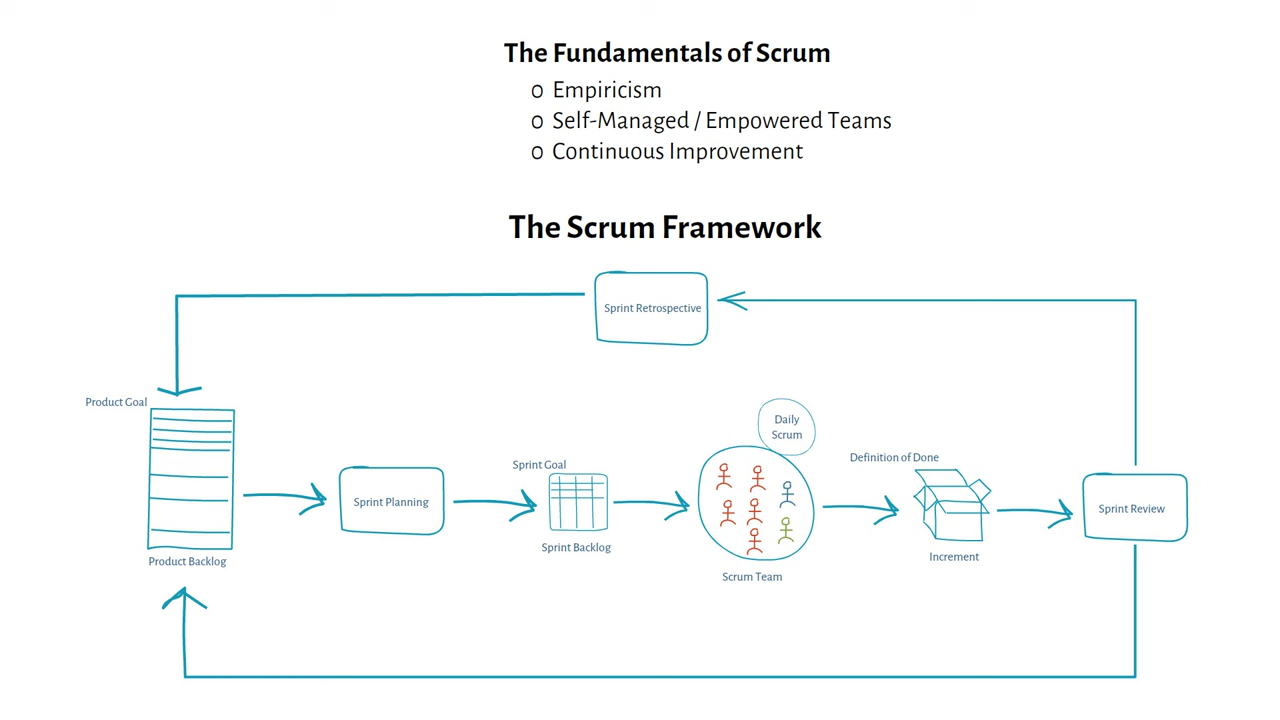 The Fundamentals of Scrum
o Empiricism
o Self-Managed / Empowered Teams
o Continuous Improvement
The Scrum Framework
Sprint Retrospective
Product Goal
Product Backlog
Sprint Planning
Sprint Goal
Sprint Backlog
Daily
Scrum
Scrum Team
Definition of Done
Increment
Sprint Review